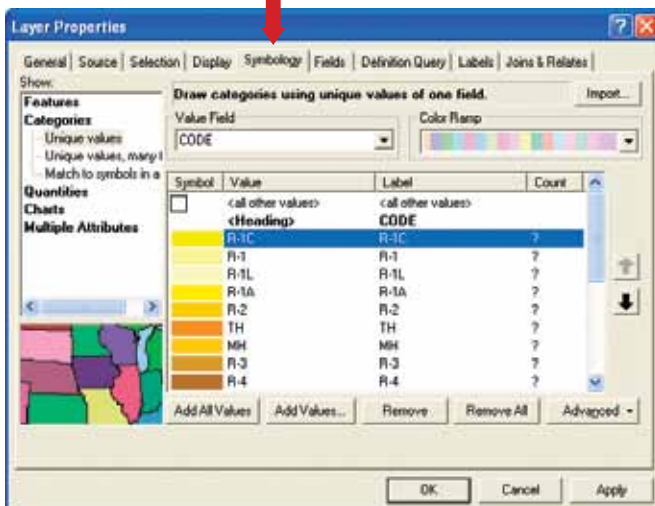 Layer Properties
General Source Selection Display Symbology Fields Definition Query Labels Joins & Relates
Show:
Features
Categories
Unique values
Unique values, many f
Match to symbols in a
Quantities
Charts
Multiple Attributes
Draw categories using unique values of one field.
Import...
Value Field
Color Ramp
CODE
Symbol Value Label Count
<all other values> <all other values>
<Heading> CODE
R-1C R-1C ?
R-1 R-1 ?
R-1L R-1L ?
R-1A R-1A ?
R-2 R-2 ?
TH TH ?
MH MH ?
R-3 R-3 ?
R-4 R-4 ?
Add All Values Add Values... Remove Remove All Advanced
OK Cancel Apply